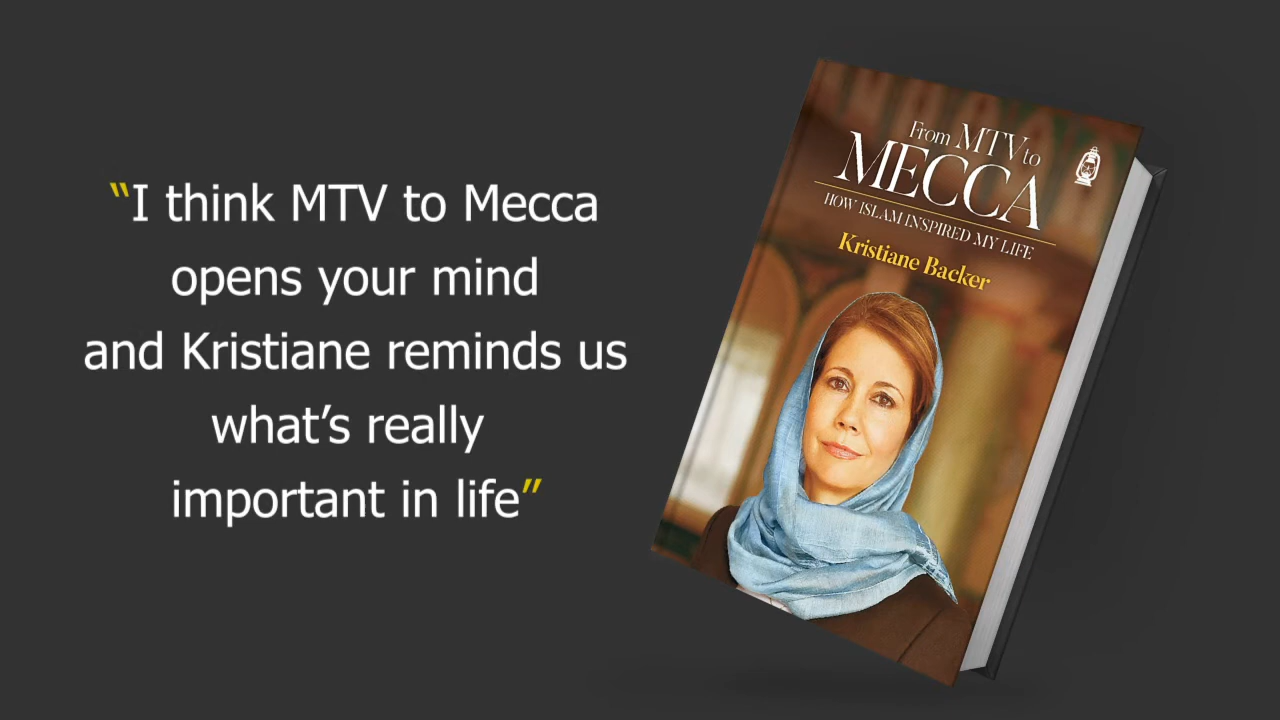 “I think MTV to Mecca
opens your mind
and Kristiane reminds us
what’s really
important in life”
From MTV to
MECCA
HOW ISLAM INSPIRED MY LIFE
Kristiane Backer